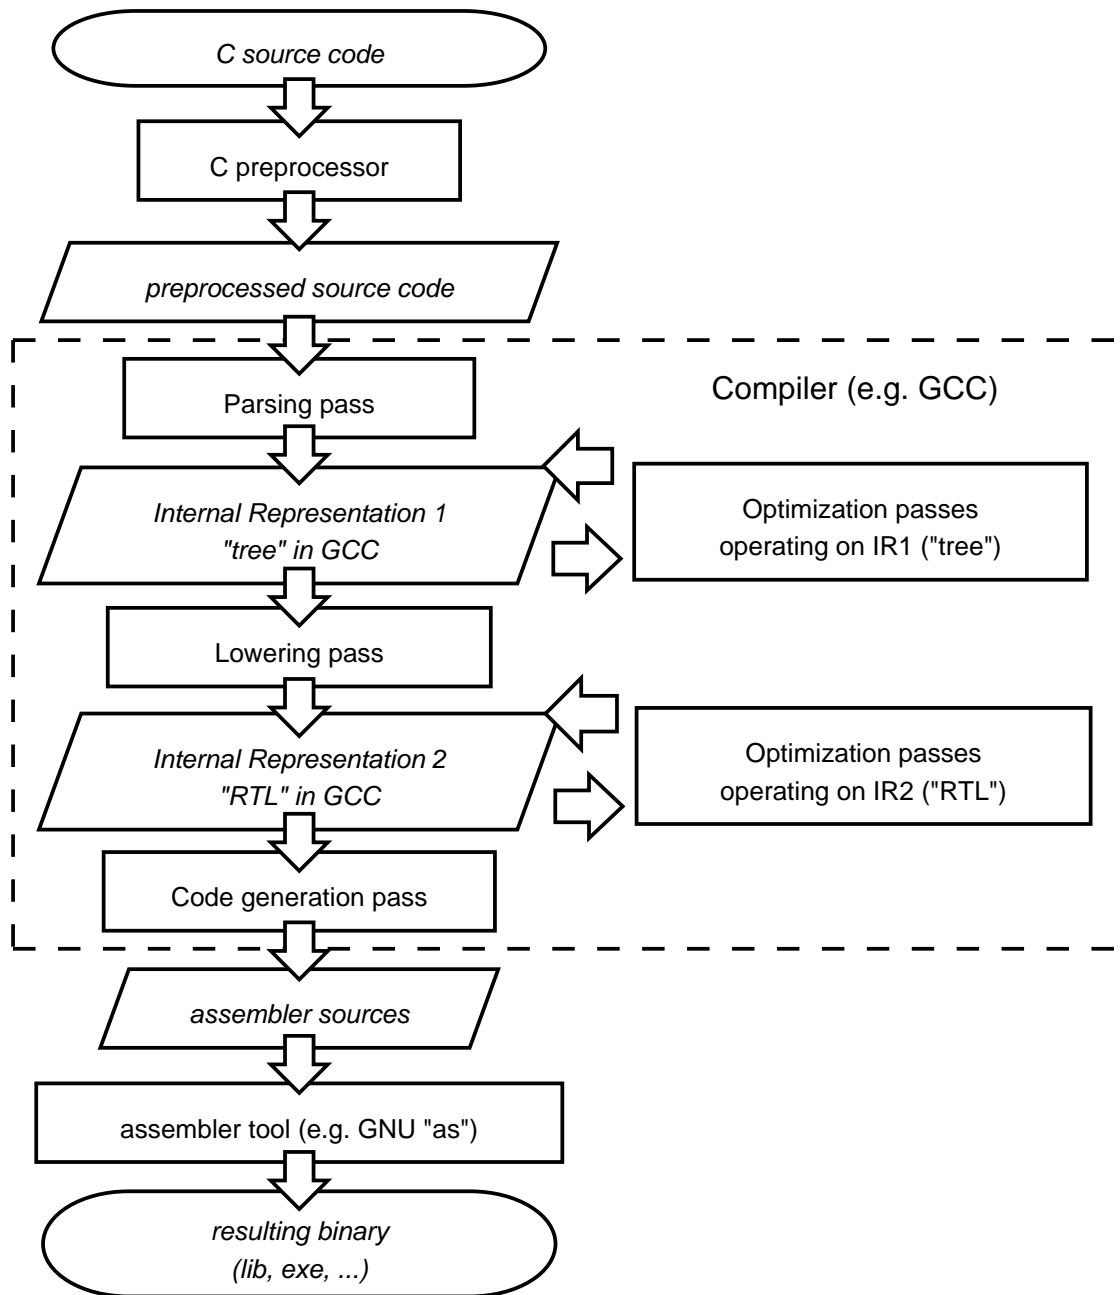 C source code
C preprocessor
preprocessed source code
Parsing pass
Compiler (e.g. GCC)
Internal Representation 1
"tree" in GCC
Optimization passes
operating on IR1 ("tree")
Lowering pass
Internal Representation 2
"RTL" in GCC
Optimization passes
operating on IR2 ("RTL")
Code generation pass
assembler sources
assembler tool (e.g. GNU "as")
resulting binary
(lib, exe, ...)